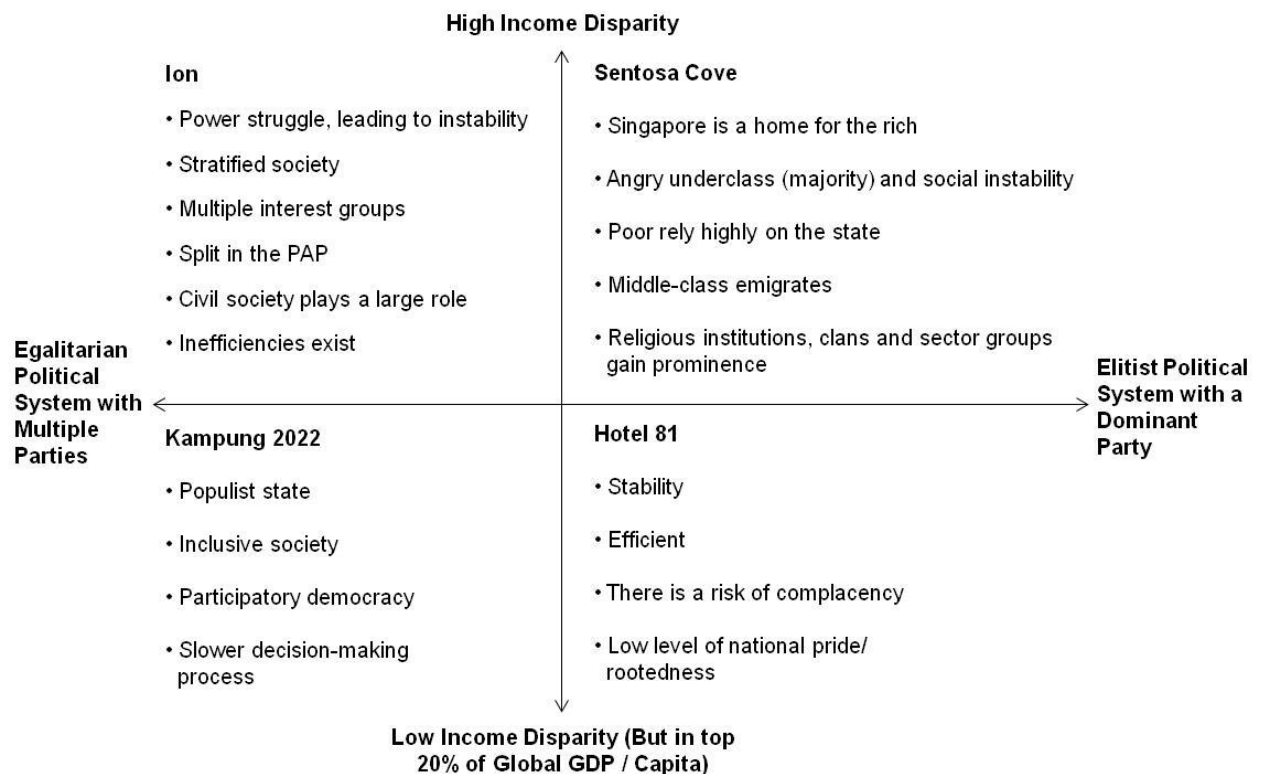 High Income Disparity
Ion
• Power struggle, leading to instability
• Stratified society
• Multiple interest groups
• Split in the PAP
• Civil society plays a large role
• Inefficiencies exist
Sentosa Cove
• Singapore is a home for the rich
• Angry underclass (majority) and social instability
• Poor rely highly on the state
• Middle-class emigrates
• Religious institutions, clans and sector groups
gain prominence
Egalitarian
Political
System with
Multiple
Parties
Elitist Political
System with a
Dominant
Party
Kampung 2022
• Populist state
• Inclusive society
• Participatory democracy
• Slower decision-making
process
Hotel 81
• Stability
• Efficient
• There is a risk of complacency
• Low level of national pride/
rootedness
Low Income Disparity (But in top
20% of Global GDP / Capita)